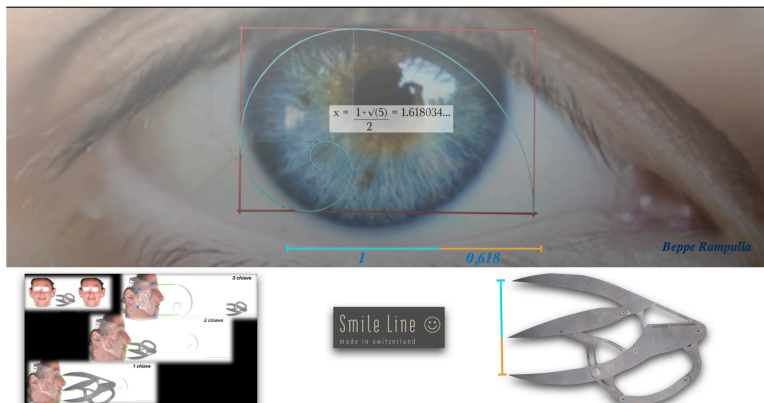 x = 1+√(5) = 1.618034...
2
Beppe Rampulla
1
0,618
3 chiave
2 chiave
1 chiave
Smile Line
made in switzerland